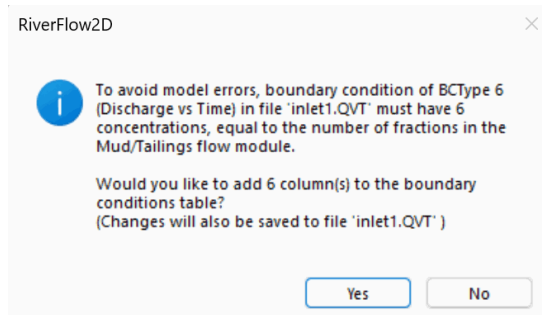 RiverFlow2D
To avoid model errors, boundary condition of BCType 6
(Discharge vs Time) in file 'inlet1.QVT' must have 6
concentrations, equal to the number of fractions in the
Mud/Tailings flow module.
Would you like to add 6 column(s) to the boundary
conditions table?
(Changes will also be saved to file 'inlet1.QVT' )
Yes
No